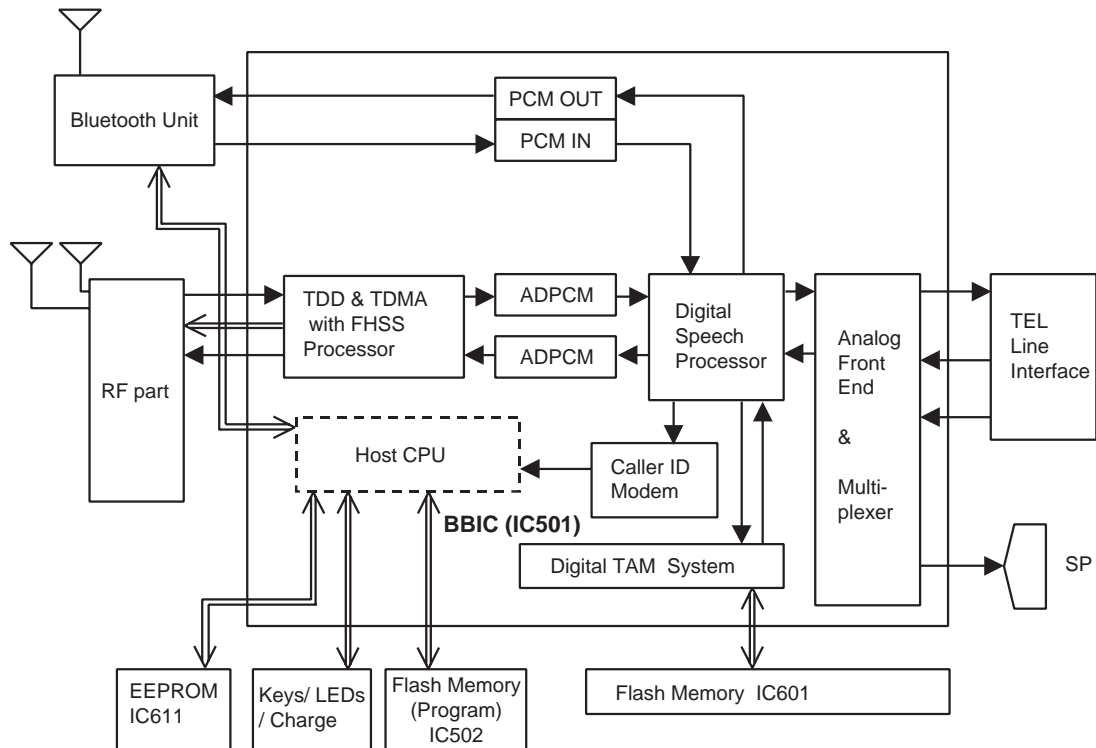 PCM OUT
Bluetooth Unit
PCM IN
TDD & TDMA
with FHSS
Processor
ADPCM
ADPCM
Digital
Speech
Processor
Analog
Front
End
&
Multi-
plexer
TEL
Line
Interface
RF part
Host CPU
Caller ID
Modem
BBIC (IC501)
Digital TAM System
SP
EEPROM
IC611
Keys/ LEDs
/ Charge
Flash Memory
(Program)
IC502
Flash Memory IC601